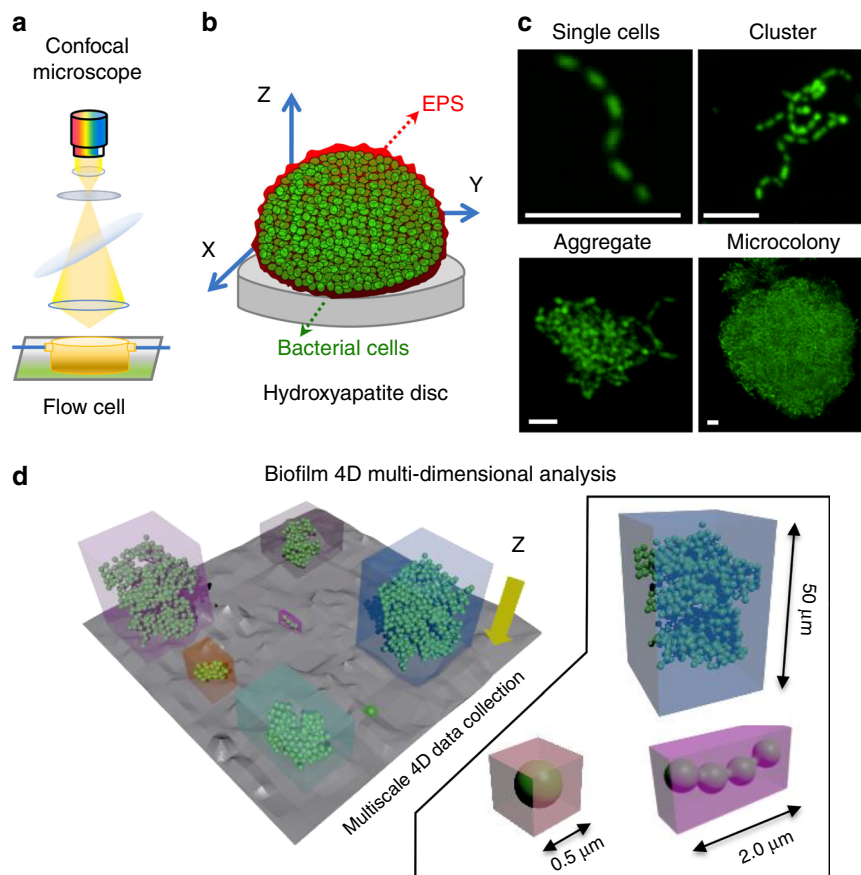 a
Confocal
microscope
Flow cell
b
Z
EPS
Y
X
Bacterial cells
Hydroxyapatite disc
c
Single cells
Cluster
Aggregate
Microcolony
d
Biofilm 4D multi-dimensional analysis
Z
Multiscale 4D data collection
50 μm
0.5 μm
2.0 μm